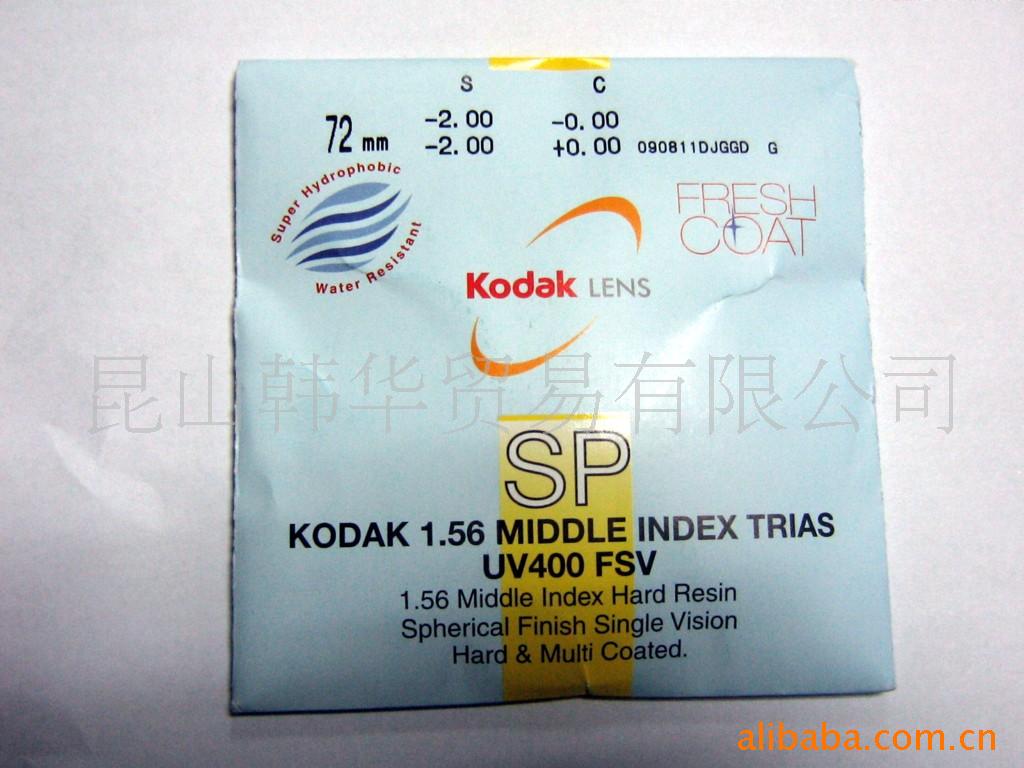 S C
72 mm -2.00 -0.00
-2.00 +0.00 090811DJGGD G
Super Hydrophobic
Water Resistant
FRESH
COAT
Kodak LENS
昆山韩华贸易有限公司
SP
KODAK 1.56 MIDDLE INDEX TRIAS
UV400 FSV
1.56 Middle Index Hard Resin
Spherical Finish Single Vision
Hard & Multi Coated.
alibaba.com.cn